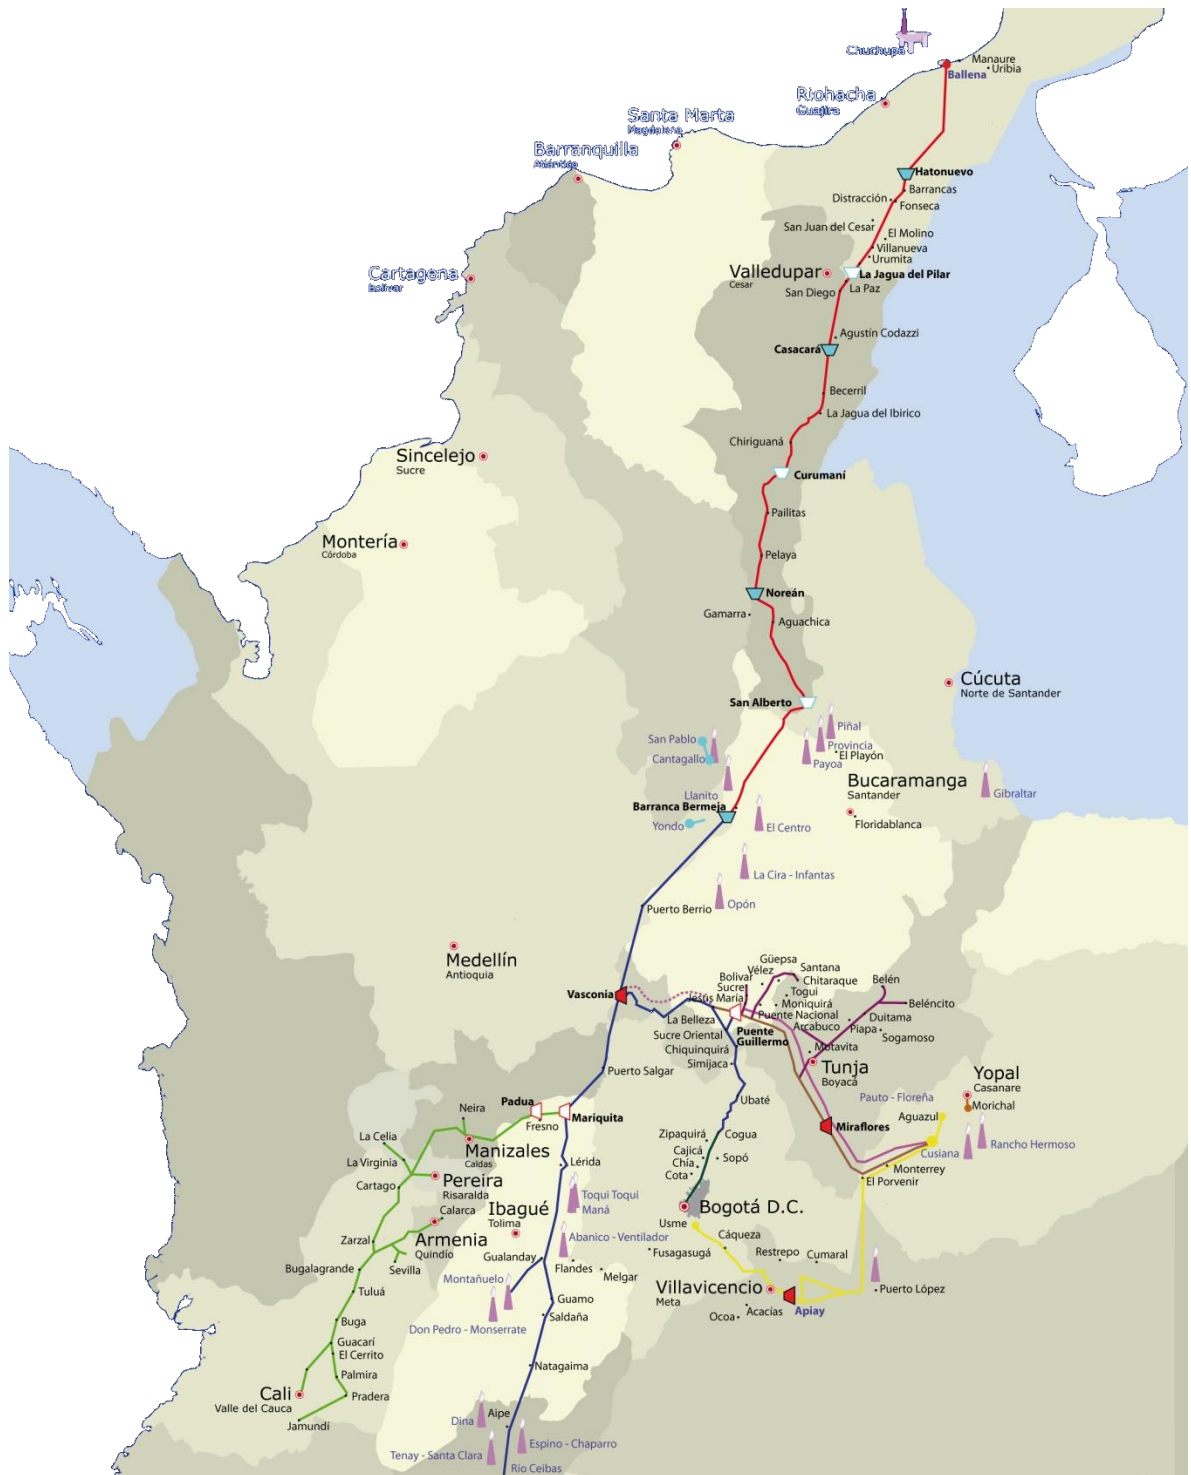 Chuchupa
Manaure
Uribia
Ballena
Riohacha
Guajira
Santa Marta
Magdalena
Barranquilla
Atlántico
Hatonuevo
Barrancas
Distracción
Fonseca
San Juan del Cesar
El Molino
Villanueva
Urumita
Cartagena
Bolívar
Valledupar
Cesar
La Jagua del Pilar
San Diego
La Paz
Agustín Codazzi
Casacará
Becerril
La Jagua del Ibirico
Chiriguaná
Sincelejo
Sucre
Curumaní
Pailitas
Montería
Córdoba
Pelaya
Noreán
Gamarra
Aguachica
Cúcuta
Norte de Santander
San Alberto
Piñal
San Pablo
Provincia
El Playón
Cantagallo
Payoa
Bucaramanga
Santander
Llanito
Gibraltar
Barranca Bermeja
Yondo
El Centro
Floridablanca
La Cira - Infantas
Puerto Berrio
Opón
Medellín
Antioquia
Güepsa
Vélez
Santana
Bolivar
Chitaraque
Belén
Sucre
Vasconia
Jesús María
Togui
Moniquirá
Beléncito
Puente Nacional
La Belleza
Duitama
Arcabuco
Piapa
Sucre Oriental
Puente
Guillermo
Sogamoso
Chiquinquirá
Motavita
Simijaca
Tunja
Boyacá
Puerto Salgar
Yopal
Casanare
Pauto - Floreña
Morichal
Padua
Ubaté
Aguazul
Neira
Mariquita
Fresno
Miraflores
La Celia
Zipaquirá
Cogua
Rancho Hermoso
Manizales
Caldas
Cajicá
Sopó
Cusiana
La Virginia
Lérida
Chía
Monterrey
Cota
El Porvenir
Pereira
Risaralda
Cartago
Toqui Toqui
Maná
Ibagué
Tolima
Bogotá D.C.
Calarca
Usme
Armenia
Quindío
Abanico - Ventilador
Zarzal
Cáqueza
Gualanday
Fusagasugá
Restrepo
Cumaral
Bugalagrande
Sevilla
Flandes
Melgar
Montañuelo
Villavicencio
Meta
Puerto López
Tuluá
Guamo
Acacías
Apiay
Saldaña
Ocoa
Buga
Don Pedro - Monserrate
Guacarí
El Cerrito
Natagaima
Palmira
Cali
Valle del Cauca
Pradera
Jamundí
Dina
Aipe
Espino - Chaparro
Tenay - Santa Clara
Río Ceibas